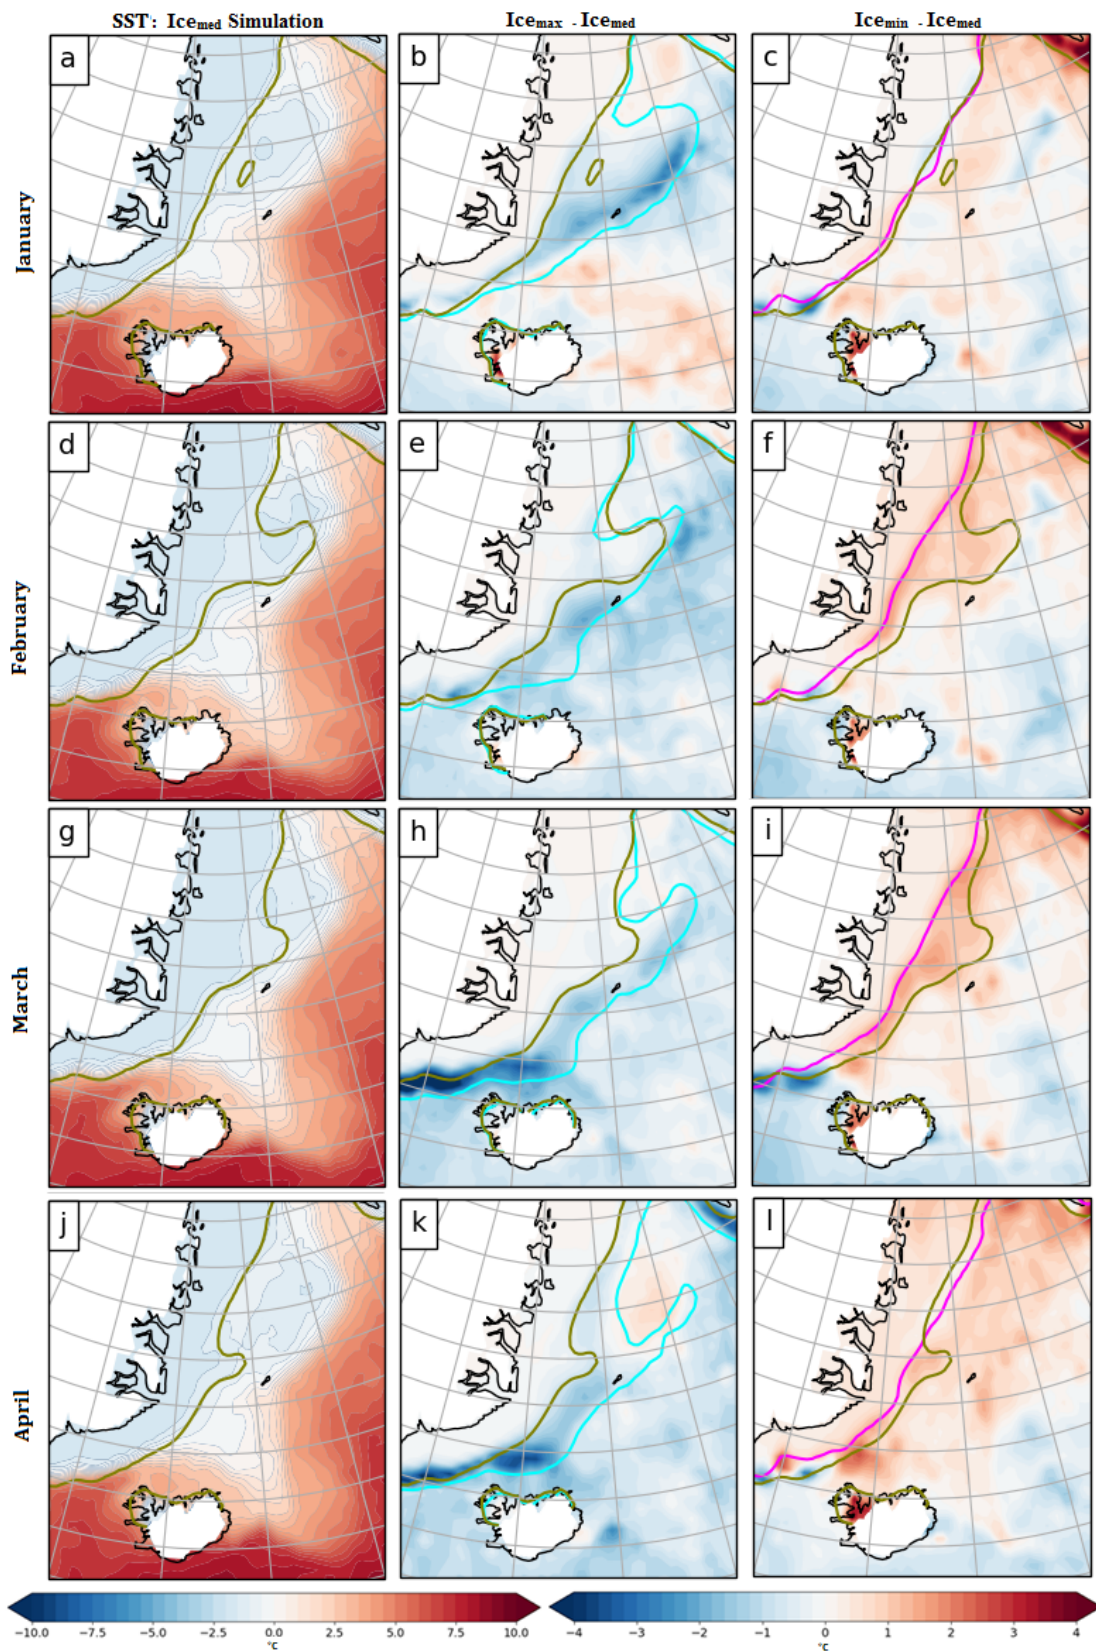 SST: Icemed Simulation
Icemax - Icemed
Icemin - Icemed
January
a
b
c
February
d
e
f
March
g
h
i
April
j
k
l
−10.0 −7.5 −5.0 −2.5 0.0 2.5 5.0 7.5 10.0
°C
−4 −3 −2 −1 0 1 2 3 4
°C